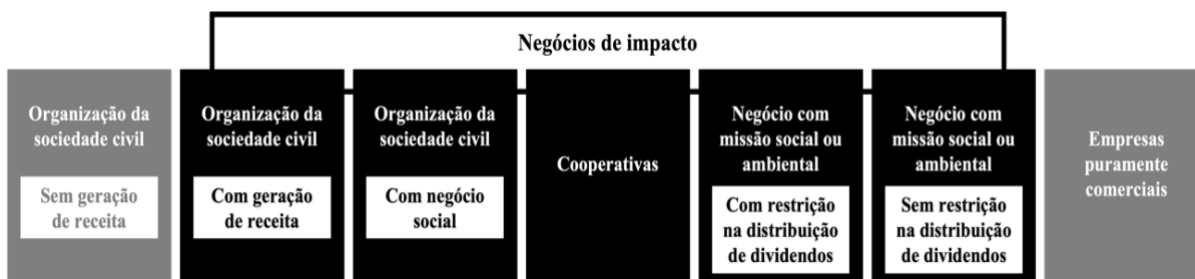 Negócios de impacto
Organização da
sociedade civil
Sem geração
de receita
Organização da
sociedade civil
Com geração
de receita
Organização da
sociedade civil
Com negócio
social
Cooperativas
Negócio com
missão social ou
ambiental
Com restrição
na distribuição
de dividendos
Negócio com
missão social ou
ambiental
Sem restrição
na distribuição
de dividendos
Empresas
puramente
comerciais